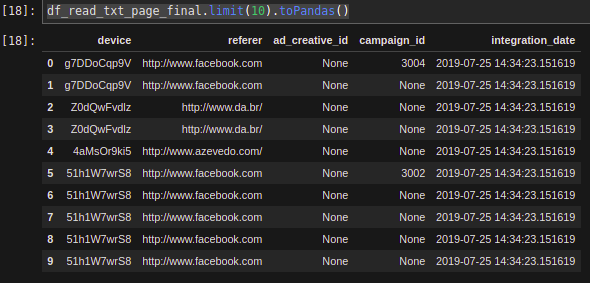 [18]: df_read_txt_page_final.limit(10).toPandas()
[18]: device referer ad_creative_id campaign_id integration_date
0 g7DDoCqp9V http://www.facebook.com None 3004 2019-07-25 14:34:23.151619
1 g7DDoCqp9V http://www.facebook.com None None 2019-07-25 14:34:23.151619
2 Z0dQwFvdIz http://www.da.br/ None None 2019-07-25 14:34:23.151619
3 Z0dQwFvdIz http://www.da.br/ None None 2019-07-25 14:34:23.151619
4 4aMsOr9ki5 http://www.azevedo.com/ None None 2019-07-25 14:34:23.151619
5 51h1W7wrS8 http://www.facebook.com None 3002 2019-07-25 14:34:23.151619
6 51h1W7wrS8 http://www.facebook.com None None 2019-07-25 14:34:23.151619
7 51h1W7wrS8 http://www.facebook.com None None 2019-07-25 14:34:23.151619
8 51h1W7wrS8 http://www.facebook.com None None 2019-07-25 14:34:23.151619
9 51h1W7wrS8 http://www.facebook.com None None 2019-07-25 14:34:23.151619